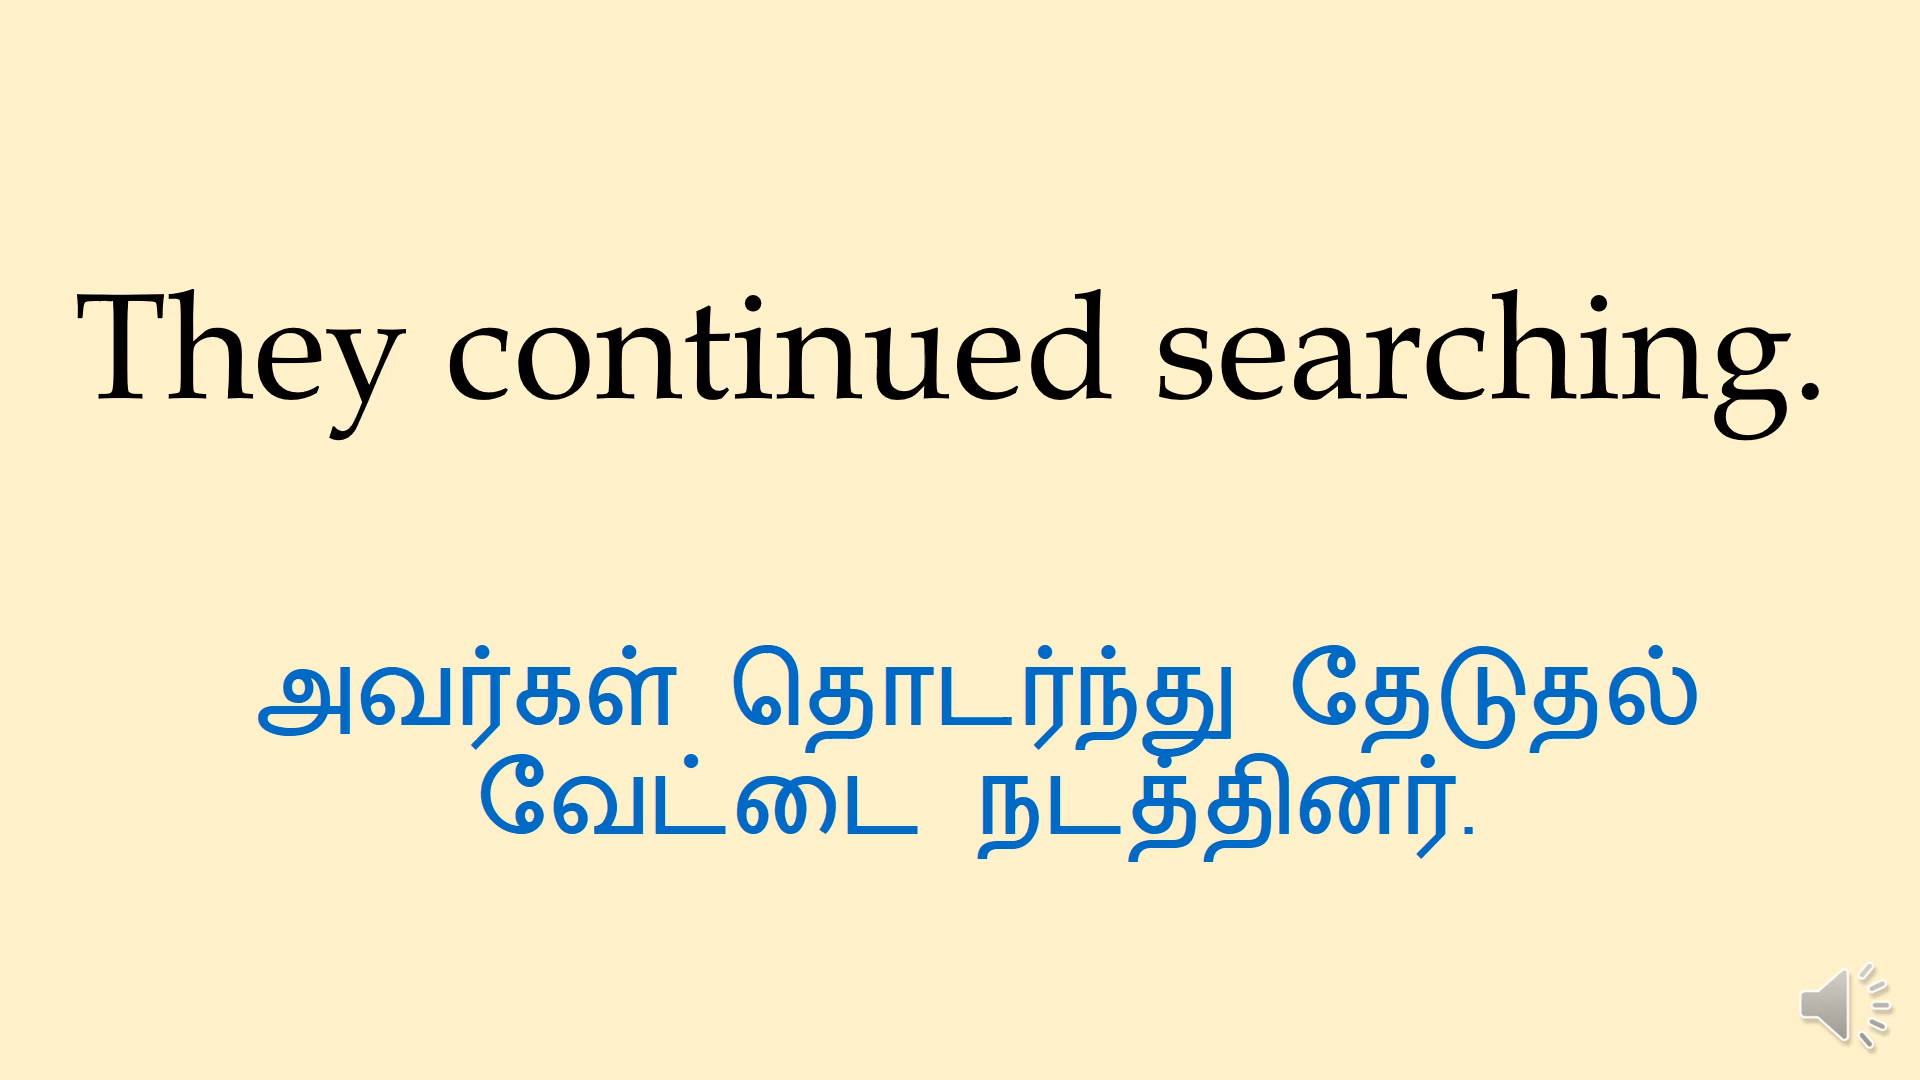 They continued searching.
அவர்கள் தொடர்ந்து தேடுதல்
வேட்டை நடத்தினர்.